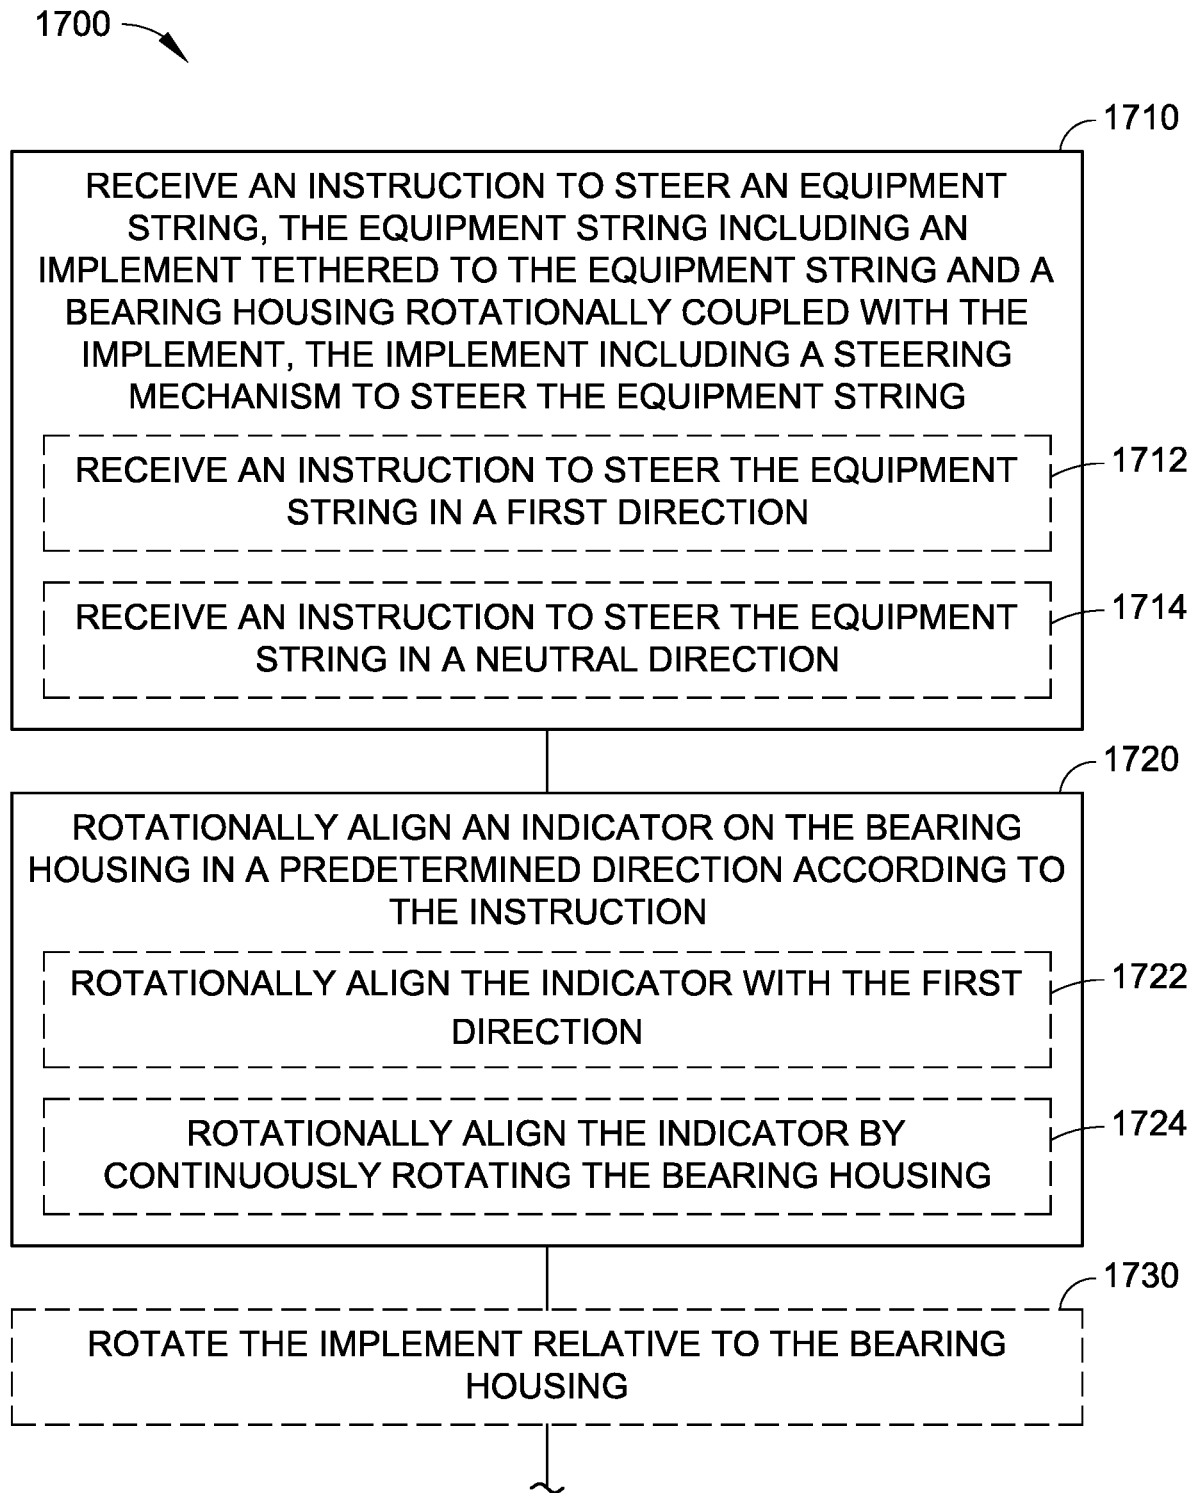 1700
1710
RECEIVE AN INSTRUCTION TO STEER AN EQUIPMENT
STRING, THE EQUIPMENT STRING INCLUDING AN
IMPLEMENT TETHERED TO THE EQUIPMENT STRING AND A
BEARING HOUSING ROTATIONALLY COUPLED WITH THE
IMPLEMENT, THE IMPLEMENT INCLUDING A STEERING
MECHANISM TO STEER THE EQUIPMENT STRING
1712
RECEIVE AN INSTRUCTION TO STEER THE EQUIPMENT
STRING IN A FIRST DIRECTION
1714
RECEIVE AN INSTRUCTION TO STEER THE EQUIPMENT
STRING IN A NEUTRAL DIRECTION
1720
ROTATIONALLY ALIGN AN INDICATOR ON THE BEARING
HOUSING IN A PREDETERMINED DIRECTION ACCORDING TO
THE INSTRUCTION
1722
ROTATIONALLY ALIGN THE INDICATOR WITH THE FIRST
DIRECTION
1724
ROTATIONALLY ALIGN THE INDICATOR BY
CONTINUOUSLY ROTATING THE BEARING HOUSING
1730
ROTATE THE IMPLEMENT RELATIVE TO THE BEARING
HOUSING